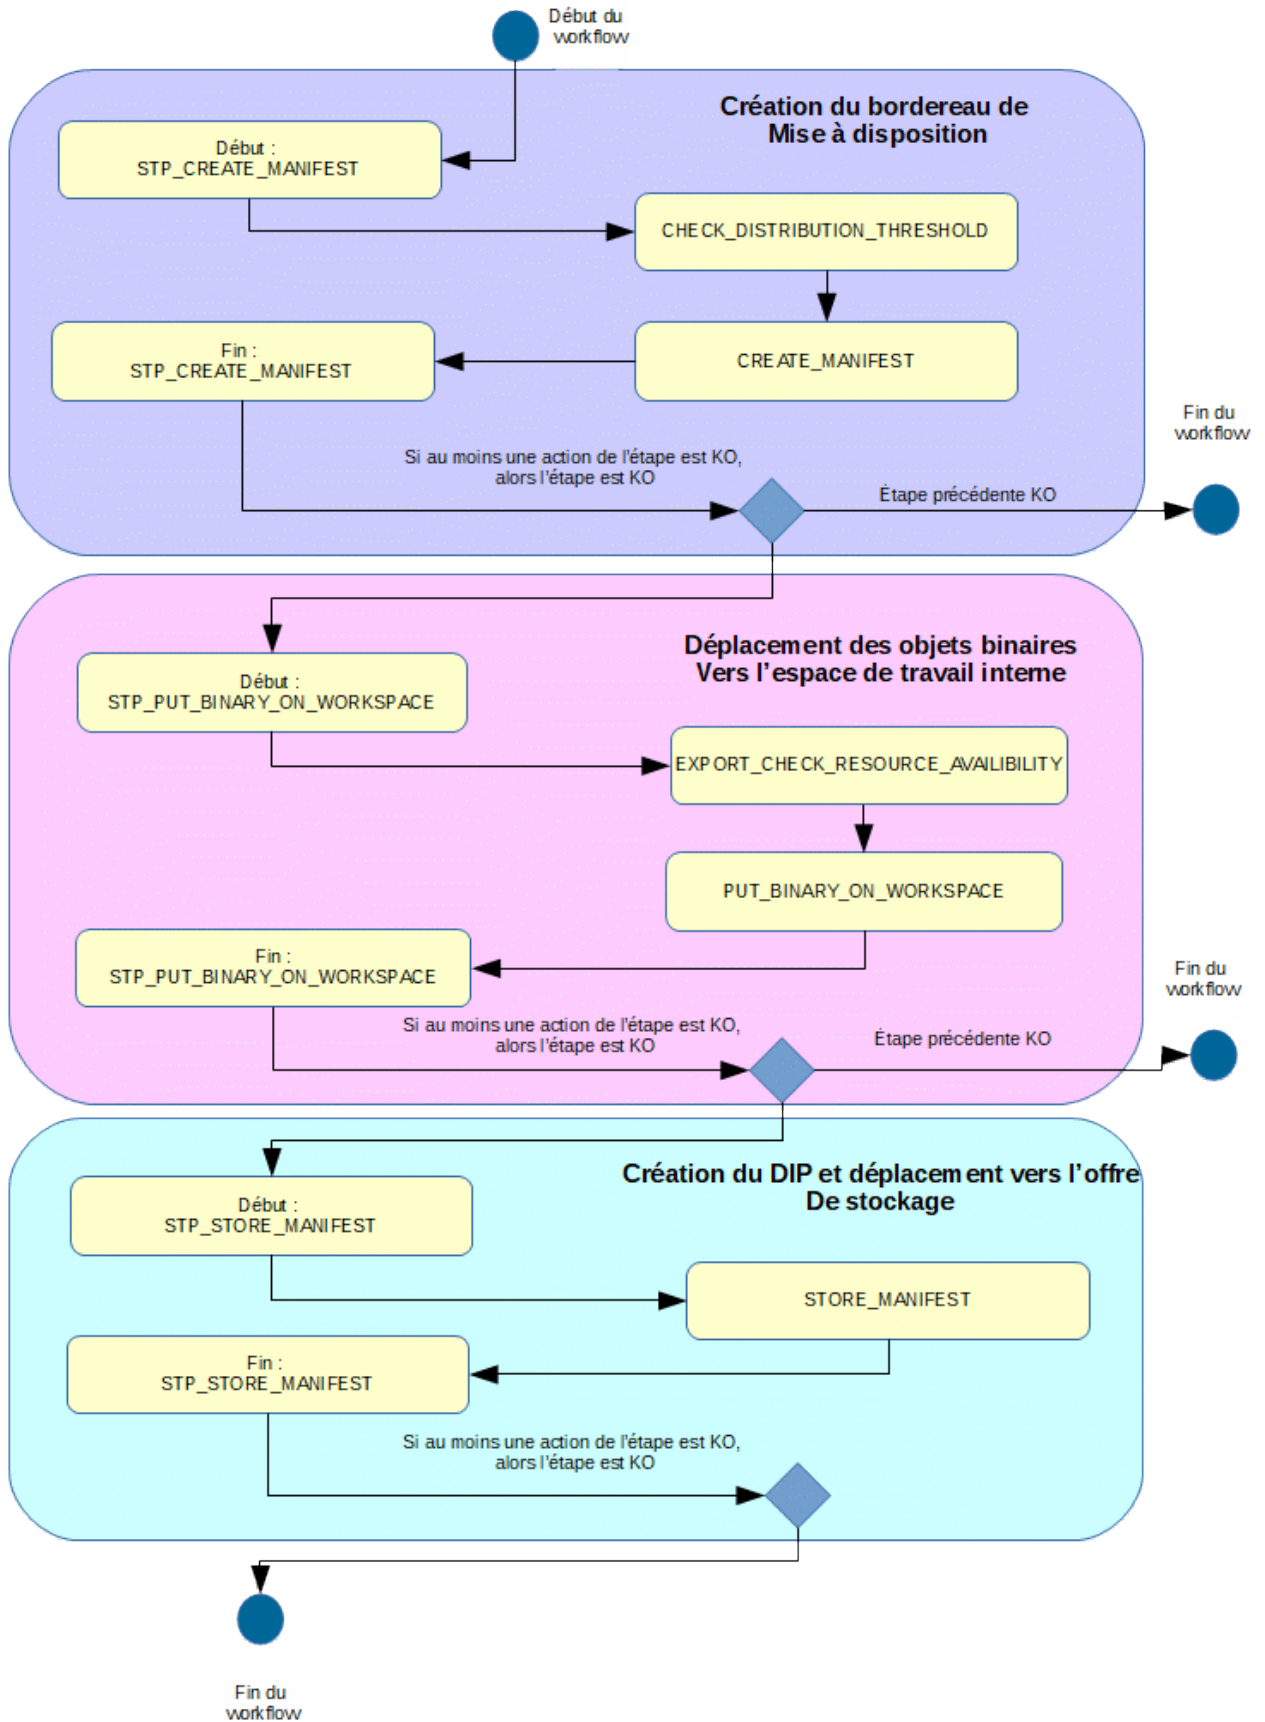 Début du
workflow
Création du bordereau de
Mise à disposition
Début :
STP_CREATE_MANIFEST
CHECK_DISTRIBUTION_THRESHOLD
Fin :
STP_CREATE_MANIFEST
CREATE_MANIFEST
Fin du
workflow
Si au moins une action de l'étape est KO,
alors l'étape est KO
Étape précédente KO
Déplacement des objets binaires
Vers l'espace de travail interne
Début :
STP_PUT_BINARY_ON_WORKSPACE
EXPORT_CHECK_RESOURCE_AVAILIBILITY
PUT_BINARY_ON_WORKSPACE
Fin :
STP_PUT_BINARY_ON_WORKSPACE
Fin du
workflow
Si au moins une action de l'étape est KO,
alors l'étape est KO
Étape précédente KO
Création du DIP et déplacement vers l'offre
De stockage
Début :
STP_STORE_MANIFEST
STORE_MANIFEST
Fin :
STP_STORE_MANIFEST
Si au moins une action de l'étape est KO,
alors l'étape est KO
Fin du
workflow